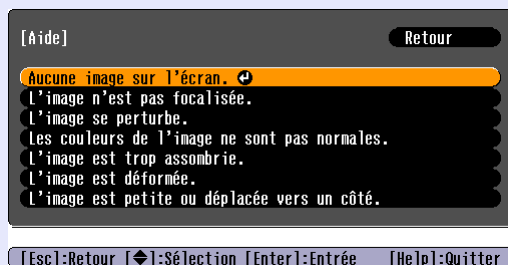 [Aide] Retour
Aucune image sur l'écran.
L'image n'est pas focalisée.
L'image se perturbe.
Les couleurs de l'image ne sont pas normales.
L'image est trop assombrie.
L'image est déformée.
L'image est petite ou déplacée vers un côté.
[Esc]:Retour [◆]:Sélection [Enter]:Entrée [Help]:Quitter